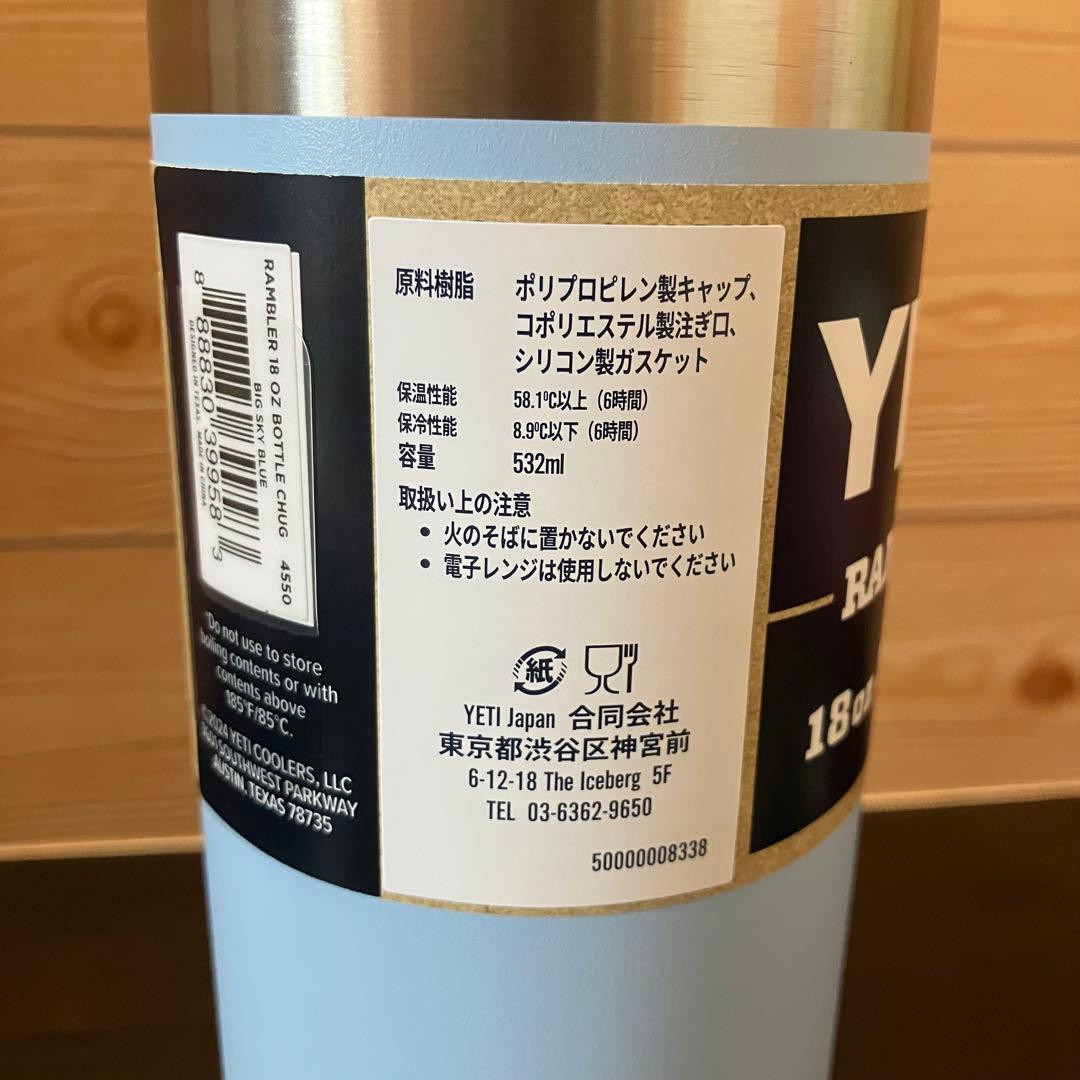 RAMBLER 18 OZ BOTTLE CHUG 4550
BIG SKY BLUE
8 88830 39958 3
DESIGNED IN TEXAS. MADE IN CHINA.
*Do not use to store
boiling contents or with
contents above
185°F/85°C.
©2024 YETI COOLERS, LLC
SOUTHWEST PARKWAY
AUSTIN, TEXAS 78735
原料樹脂 ポリプロピレン製キャップ、
コポリエステル製注ぎ口、
シリコン製ガスケット
保温性能 58.1⁰C以上（6時間）
保冷性能 8.9⁰C以下（6時間）
容量 532ml
取扱い上の注意
• 火のそばに置かないでください
• 電子レンジは使用しないでください
紙
YETI Japan 合同会社
東京都渋谷区神宮前
6-12-18 The Iceberg 5F
TEL 03-6362-9650
50000008338
Y
RA
18oz